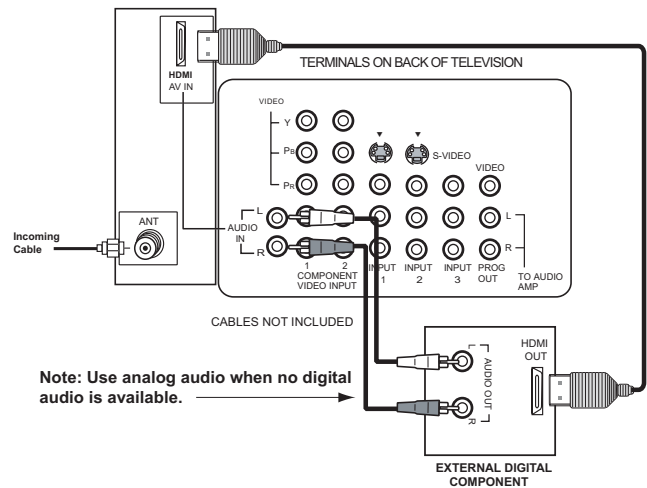 HDMI
AV IN
TERMINALS ON BACK OF TELEVISION
VIDEO
Y
PB
PR
S-VIDEO
VIDEO
ANT
Incoming
Cable
AUDIO
IN
L
R
L
R
1
2
COMPONENT
VIDEO INPUT
INPUT
1
INPUT
2
INPUT
3
PROG
OUT
TO AUDIO
AMP
CABLES NOT INCLUDED
Note: Use analog audio when no digital
audio is available.
L
AUDIO OUT
R
HDMI
OUT
EXTERNAL DIGITAL
COMPONENT